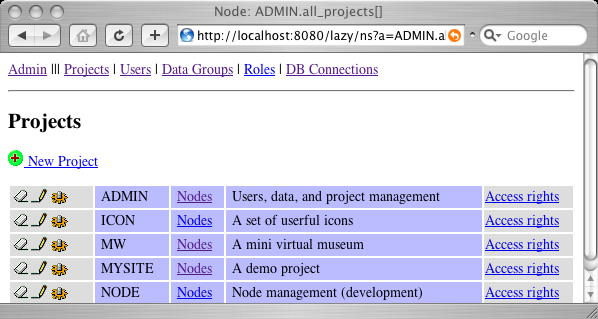 Node: ADMIN.all_projects[]
http://localhost:8080/lazy/ns?a=ADMIN.al
Google
Admin ||| Projects | Users | Data Groups | Roles | DB Connections
Projects
New Project
ADMIN Nodes Users, data, and project management Access rights
ICON Nodes A set of userful icons Access rights
MW Nodes A mini virtual museum Access rights
MYSITE Nodes A demo project Access rights
NODE Nodes Node management (development) Access rights